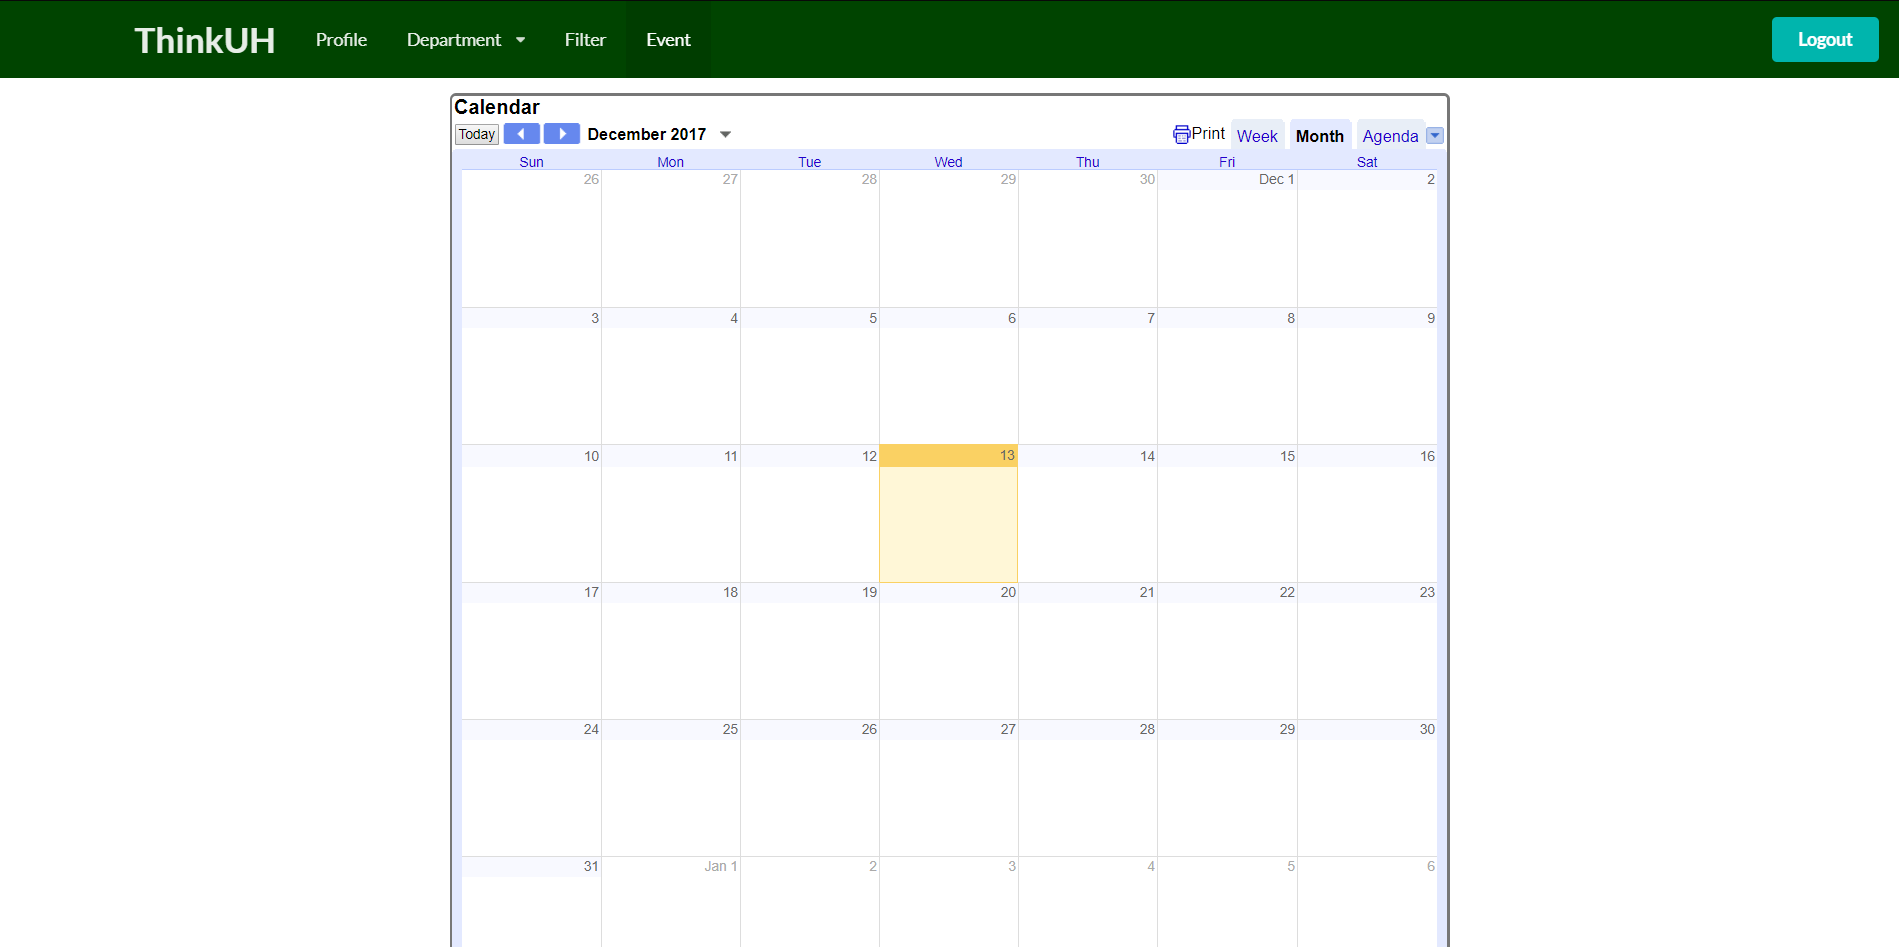 ThinkUH Profile Department Filter Event Logout
Calendar
Today December 2017 Print Week Month Agenda
Sun Mon Tue Wed Thu Fri Sat
26 27 28 29 30 Dec 1 2
3 4 5 6 7 8 9
10 11 12 13 14 15 16
17 18 19 20 21 22 23
24 25 26 27 28 29 30
31 Jan 1 2 3 4 5 6